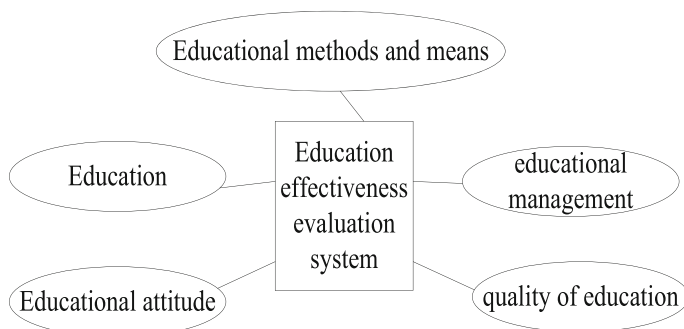 Educational methods and means
Education
Education
effectiveness
evaluation
system
educational
management
Educational attitude
quality of education